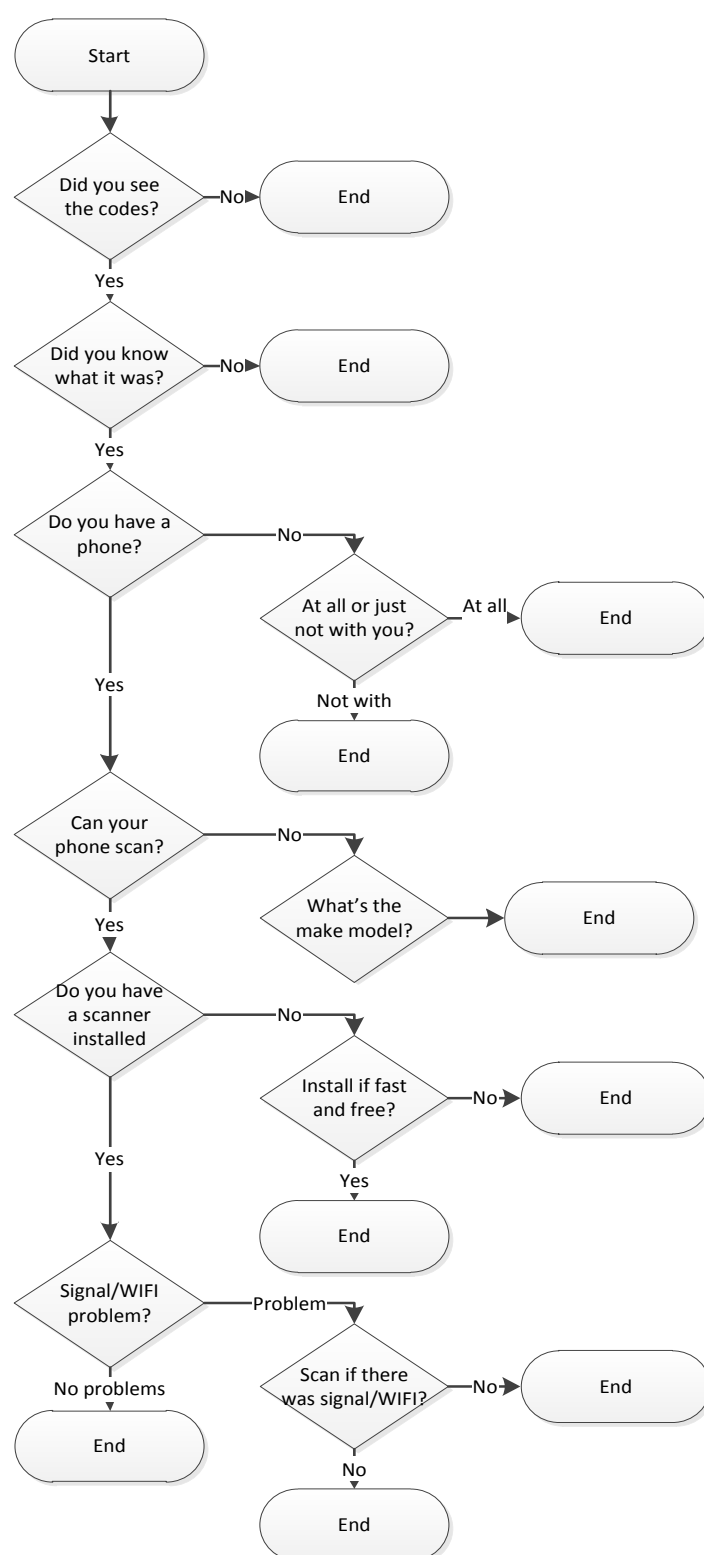 Start
Did you see
the codes?
No
End
Yes
Did you know
what it was?
No
End
Yes
Do you have a
phone?
No
At all or just
not with you?
At all
End
Not with
End
Yes
Can your
phone scan?
No
What’s the
make model?
End
Yes
Do you have
a scanner
installed
No
Install if fast
and free?
No
End
Yes
End
Yes
Signal/WIFI
problem?
Problem
Scan if there
was signal/WIFI?
No
End
No problems
End
No
End